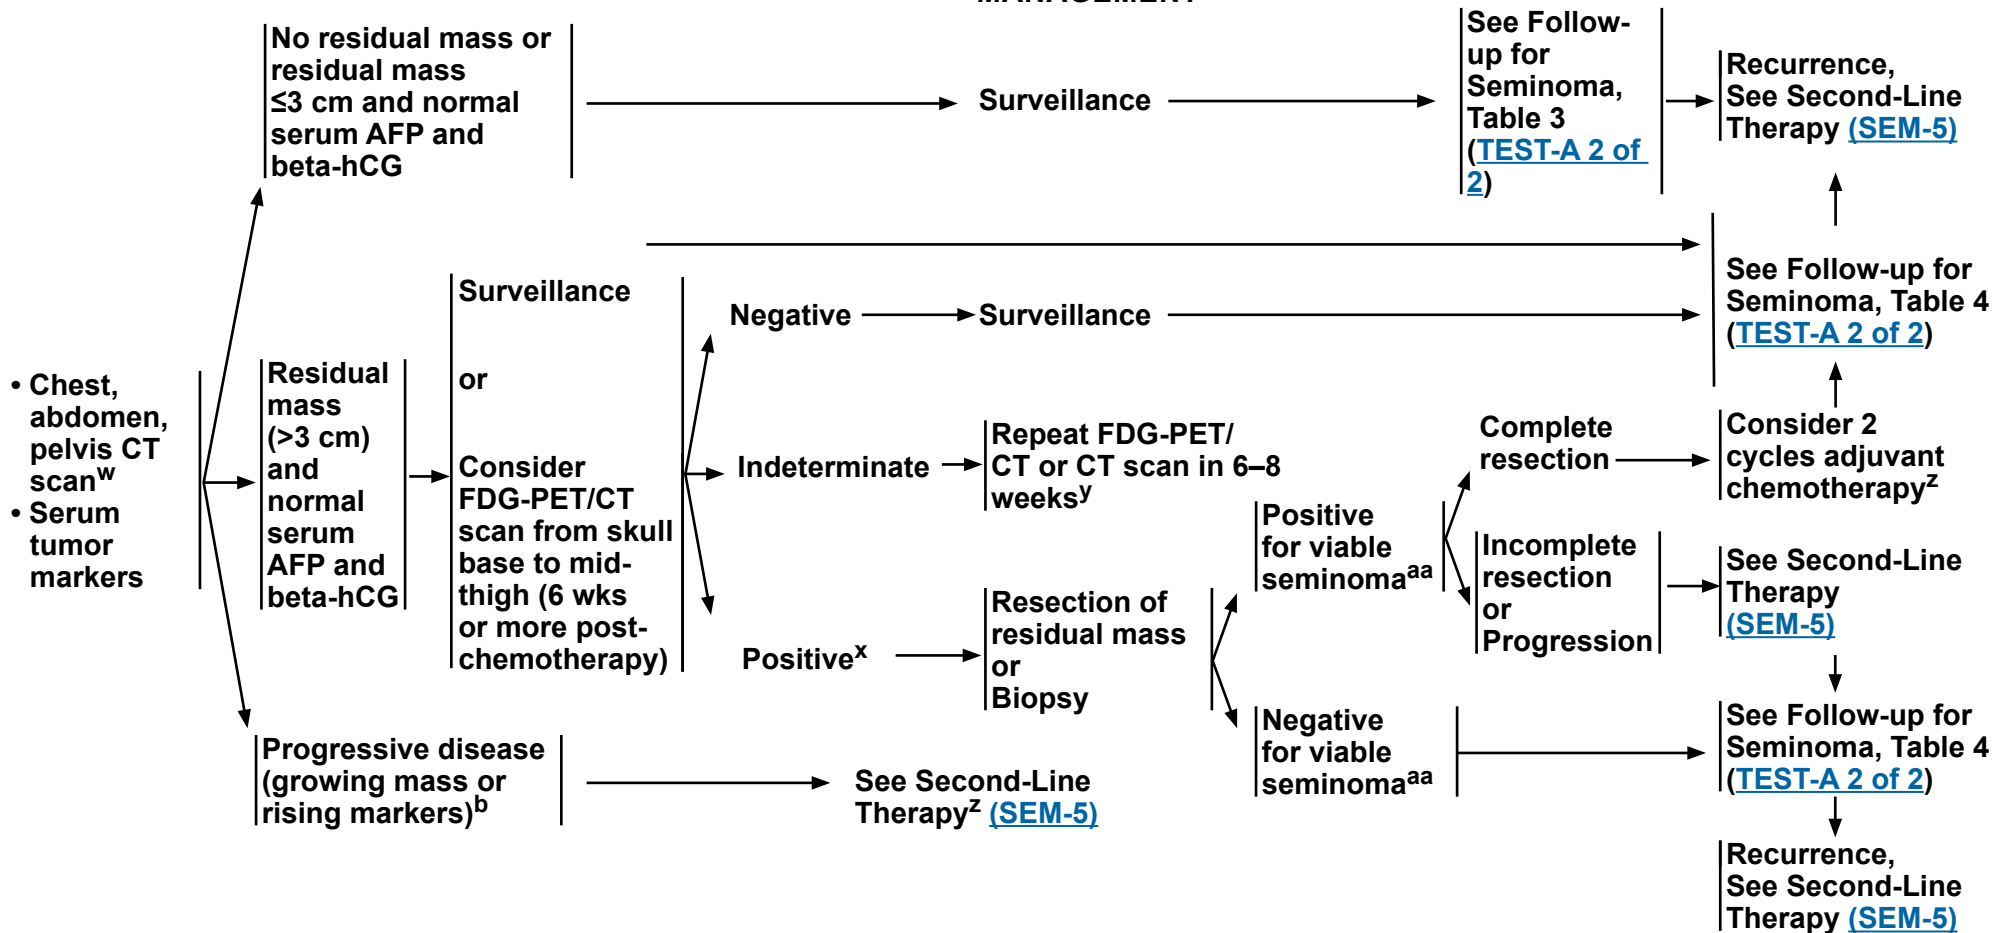 MANAGEMENT
No residual mass or
residual mass
≤3 cm and normal
serum AFP and
beta-hCG
Surveillance
See Follow-
up for
Seminoma,
Table 3
(TEST-A 2 of
2)
Recurrence,
See Second-Line
Therapy (SEM-5)
• Chest,
abdomen,
pelvis CT
scanw
• Serum
tumor
markers
Residual
mass
(>3 cm)
and
normal
serum
AFP and
beta-hCG
Surveillance
or
Consider
FDG-PET/CT
scan from skull
base to mid-
thigh (6 wks
or more post-
chemotherapy)
Negative
Surveillance
See Follow-up for
Seminoma, Table 4
(TEST-A 2 of 2)
Indeterminate
Repeat FDG-PET/
CT or CT scan in 6–8
weeksy
Positivex
Resection of
residual mass
or
Biopsy
Positive
for viable
seminomaaa
Complete
resection
Consider 2
cycles adjuvant
chemotherapyz
Incomplete
resection
or
Progression
See Second-Line
Therapy
(SEM-5)
Negative
for viable
seminomaaa
See Follow-up for
Seminoma, Table 4
(TEST-A 2 of 2)
Recurrence,
See Second-Line
Therapy (SEM-5)
Progressive disease
(growing mass or
rising markers)b
See Second-Line
Therapyz (SEM-5)